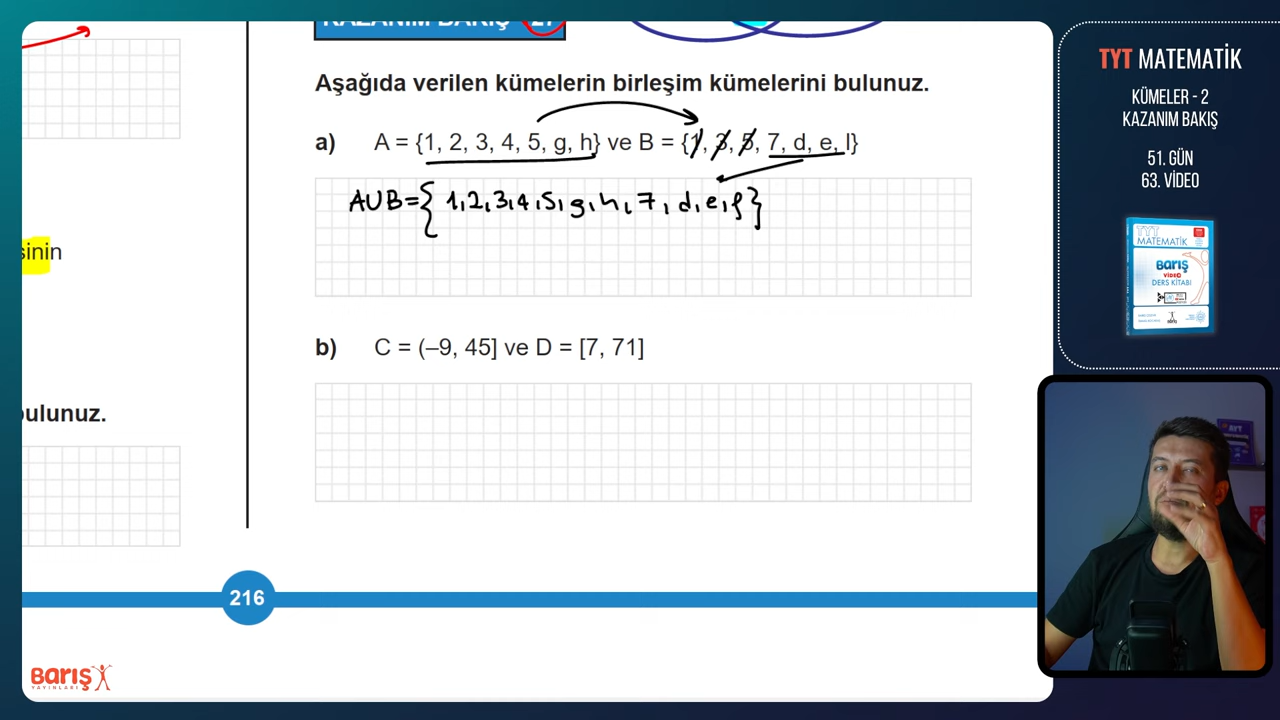 KAZANIM BAKIŞ 27
Aşağıda verilen kümelerin birleşim kümelerini bulunuz.
a) A = {1, 2, 3, 4, 5, g, h} ve B = {1, 3, 5, 7, d, e, l}
AUB={ 1,2,3,4,5,g,h,7,d,e,l }
sinin
b) C = (–9, 45] ve D = [7, 71]
bulunuz.
216
BARIŞ
YAYINLARI
TYT MATEMATİK
KÜMELER - 2
KAZANIM BAKIŞ
51. GÜN
63. VİDEO
TYT
MATEMATİK
BARIŞ
VİDEO
DERS KİTABI